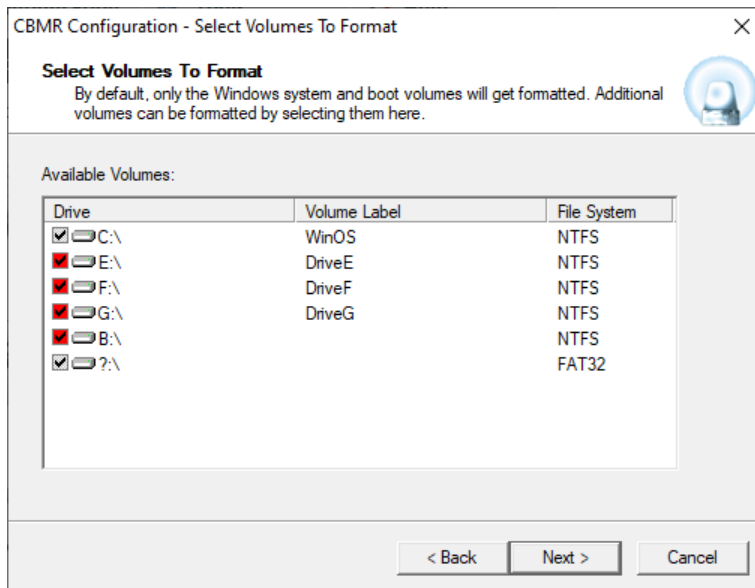 CBMR Configuration - Select Volumes To Format
Select Volumes To Format
By default, only the Windows system and boot volumes will get formatted. Additional
volumes can be formatted by selecting them here.
Available Volumes:
Drive Volume Label File System
C:\ WinOS NTFS
E:\ DriveE NTFS
F:\ DriveF NTFS
G:\ DriveG NTFS
B:\ NTFS
?:\ FAT32
< Back Next > Cancel